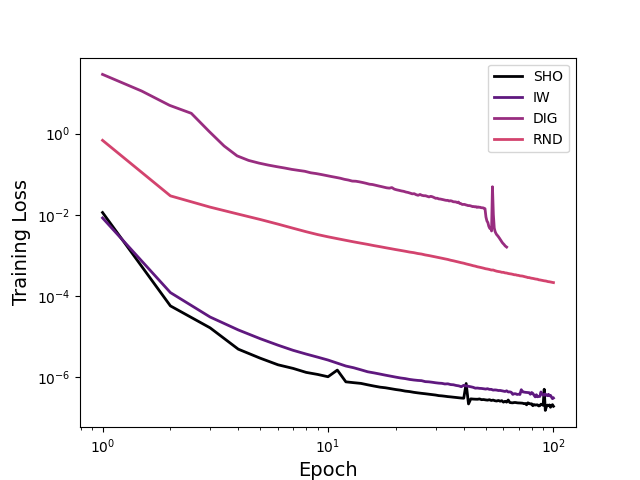 SHO
IW
DIG
RND
Training Loss
10⁰
10⁻²
10⁻⁴
10⁻⁶
10⁰ 10¹ 10²
Epoch